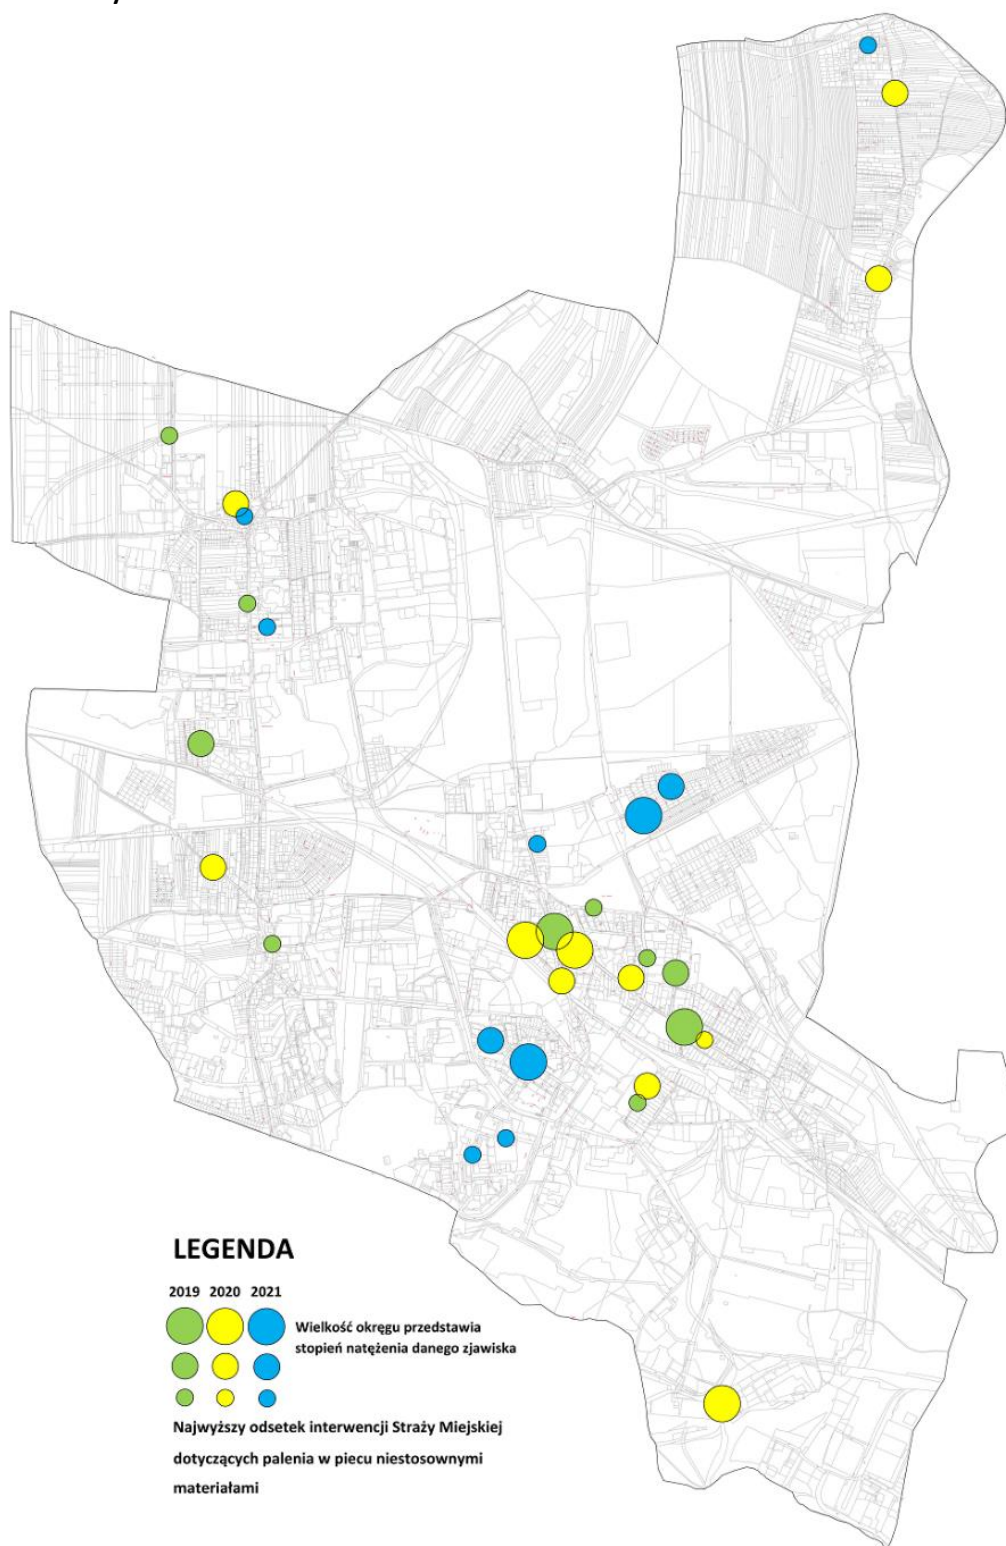 LEGENDA
2019 2020 2021
Wielkość okręgu przedstawia
stopień natężenia danego zjawiska
Najwyższy odsetek interwencji Straży Miejskiej
dotyczących palenia w piecu niestosownymi
materiałami